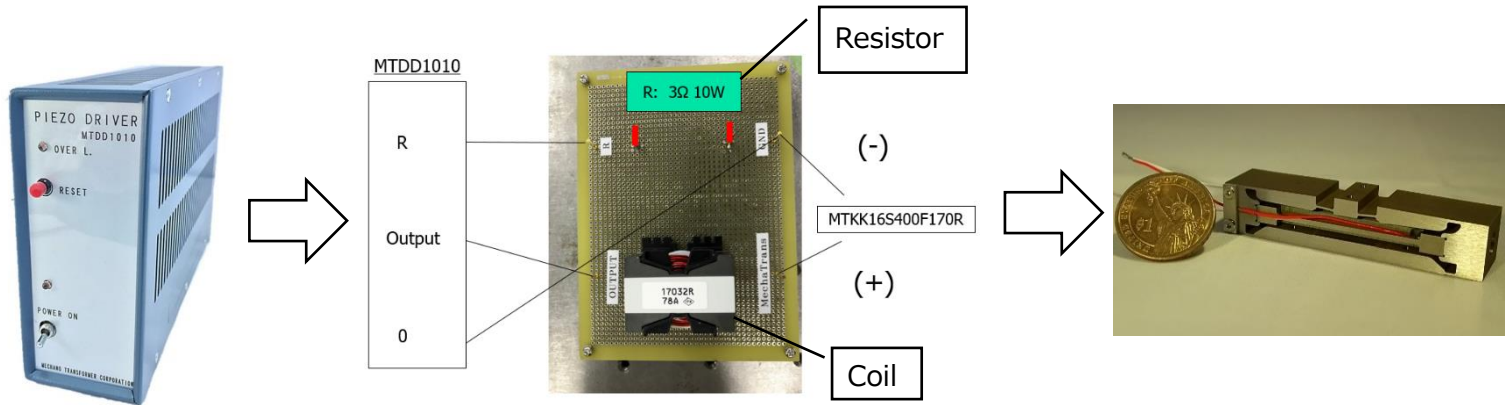 PIEZO DRIVER
MTDD1010
OVER L.
RESET
POWER ON
MECHANO TRANSFORMER CORPORATION
MTDD1010
R
Output
0
R: 3Ω 10W
R
GND
OUTPUT
MechaTrans
17032R
78A
Resistor
Coil
(-)
MTKK16S400F170R
(+)